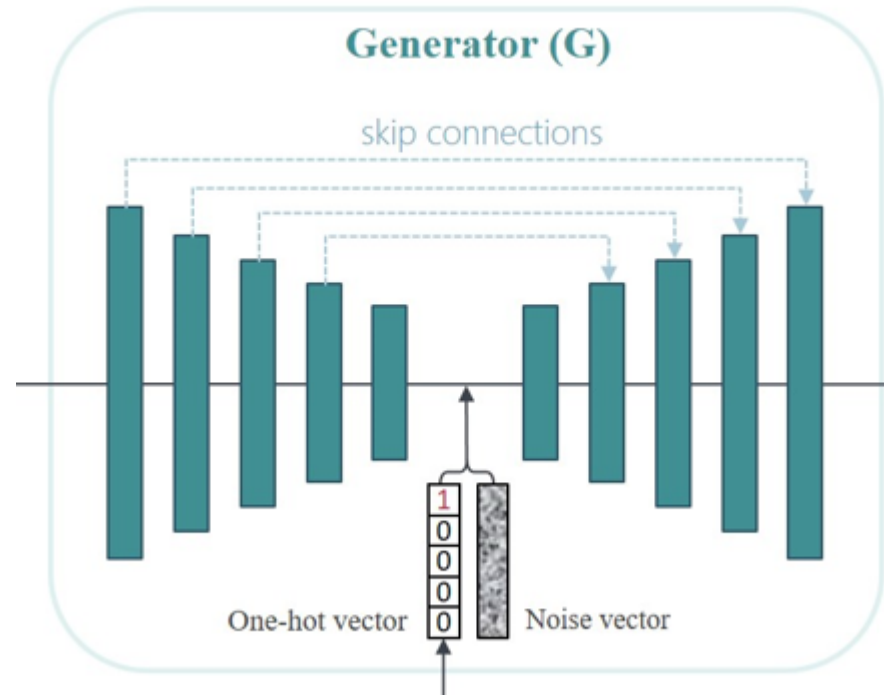 Generator (G)
skip connections
1
0
0
0
0
One-hot vector
Noise vector